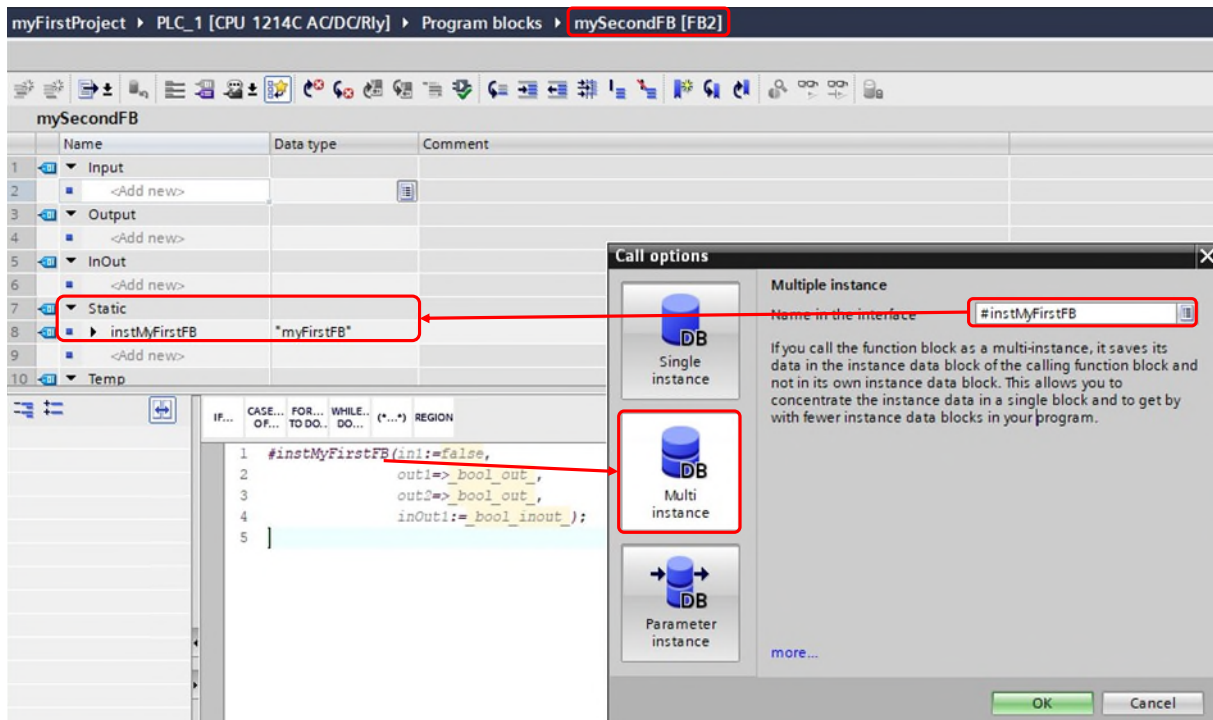 myFirstProject ▸ PLC_1 [CPU 1214C AC/DC/Rly] ▸ Program blocks ▸ mySecondFB [FB2]
mySecondFB
Name Data type Comment
1 Input
2 <Add new>
3 Output
4 <Add new>
5 InOut
6 <Add new>
7 Static
8 instMyFirstFB "myFirstFB"
9 <Add new>
10 Temp
IF... CASE... OF... FOR... TO DO.. WHILE.. DO... (*...*) REGION
1 #instMyFirstFB(in1:=false,
2 out1=>_bool_out_,
3 out2=>_bool_out_,
4 inOut1:=_bool_inout_);
5
Call options
DB
Single
instance
DB
Multi
instance
DB
Parameter
instance
Multiple instance
Name in the interface #instMyFirstFB
If you call the function block as a multi-instance, it saves its
data in the instance data block of the calling function block and
not in its own instance data block. This allows you to
concentrate the instance data in a single block and to get by
with fewer instance data blocks in your program.
more...
OK Cancel